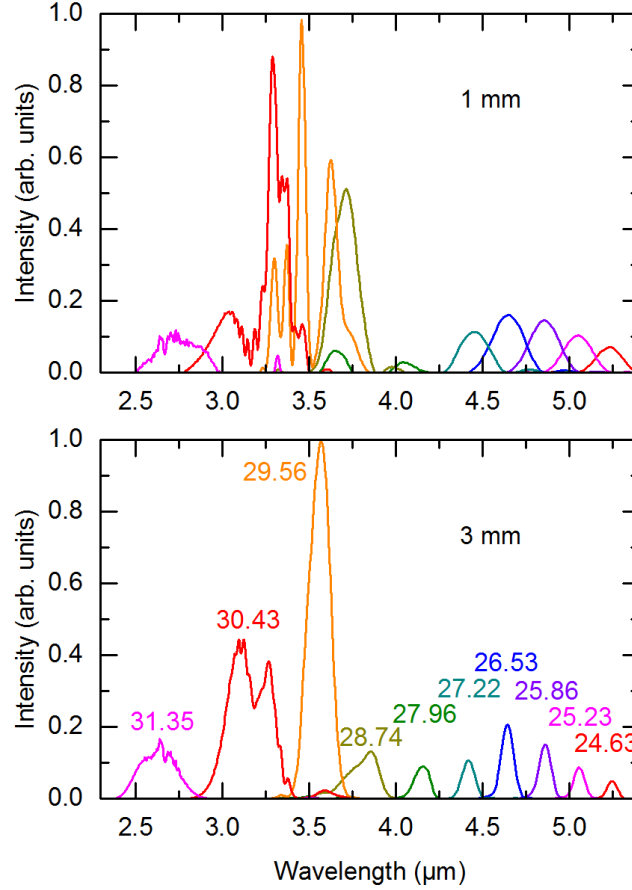 1.0
0.8
0.6
0.4
0.2
0.0
Intensity (arb. units)
1 mm
2.5 3.0 3.5 4.0 4.5 5.0
1.0
0.8
0.6
0.4
0.2
0.0
Intensity (arb. units)
29.56
3 mm
30.43
26.53
27.22 25.86
31.35 27.96 25.23
28.74 24.63
2.5 3.0 3.5 4.0 4.5 5.0
Wavelength (µm)